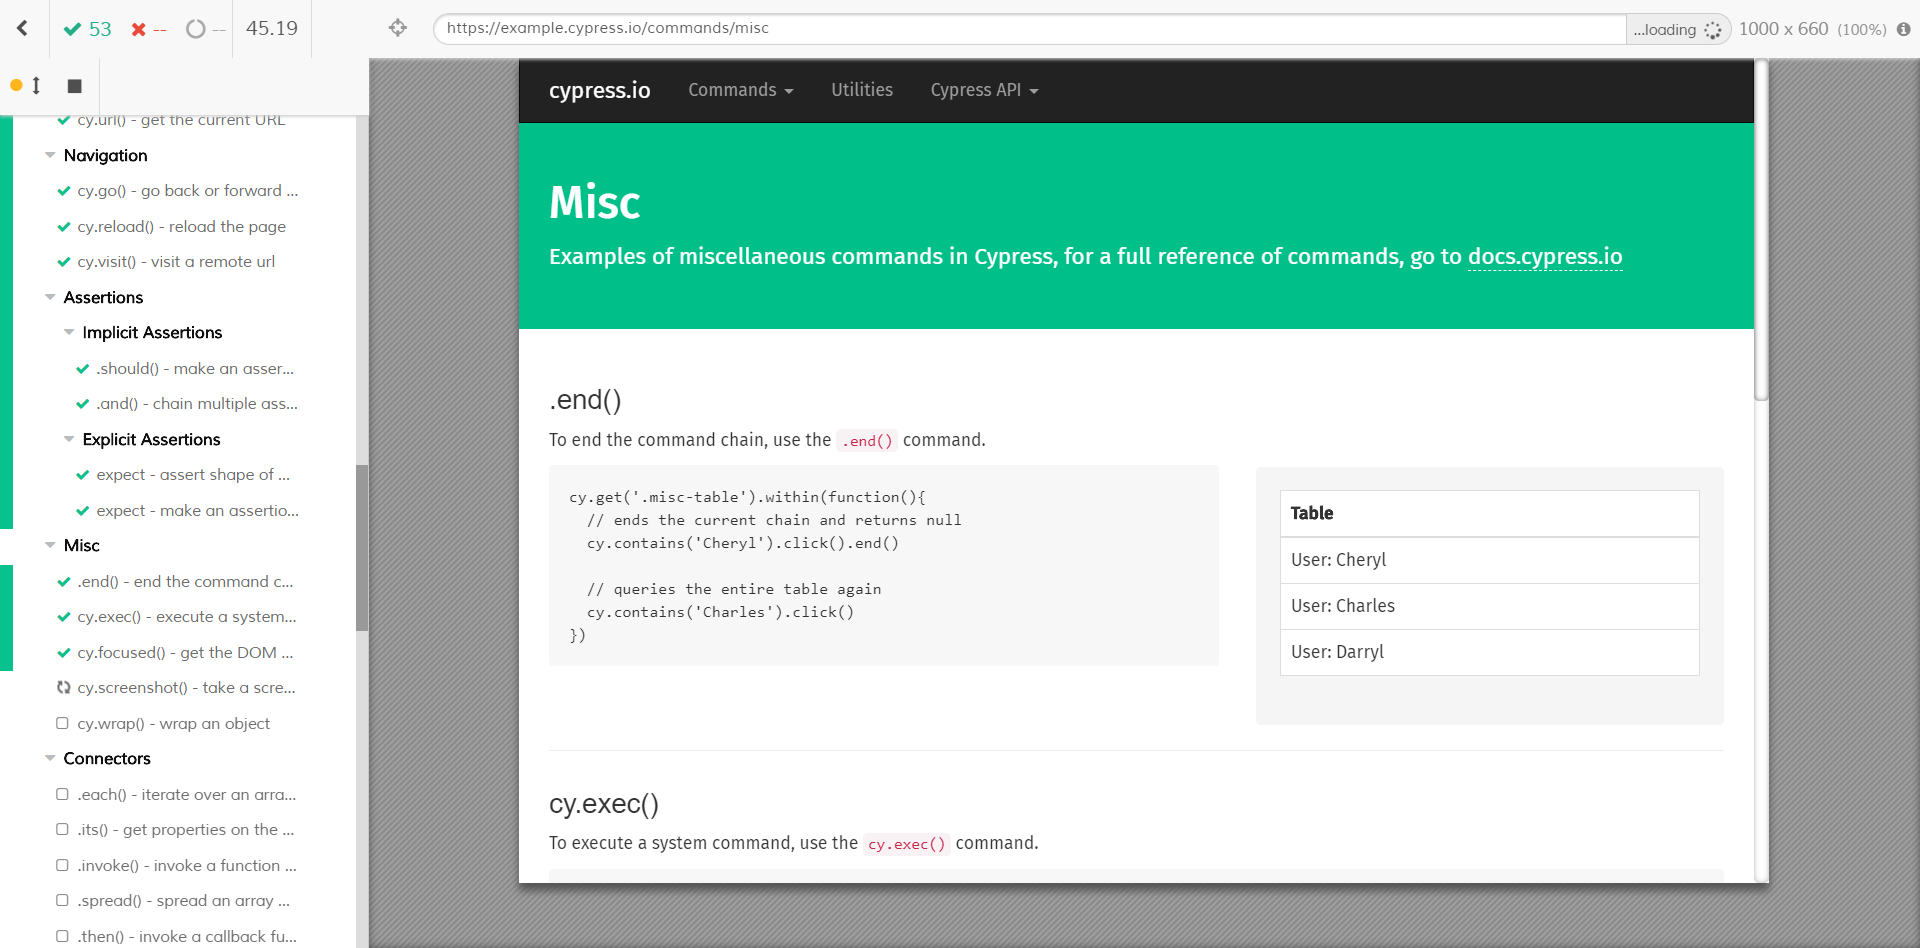 53 -- -- 45.19
https://example.cypress.io/commands/misc
...loading
1000 x 660 (100%)
cy.url() - get the current URL
Navigation
cy.go() - go back or forward ...
cy.reload() - reload the page
cy.visit() - visit a remote url
Assertions
Implicit Assertions
.should() - make an asser...
.and() - chain multiple ass...
Explicit Assertions
expect - assert shape of ...
expect - make an assertio...
Misc
.end() - end the command c...
cy.exec() - execute a system...
cy.focused() - get the DOM ...
cy.screenshot() - take a scre...
cy.wrap() - wrap an object
Connectors
.each() - iterate over an arra...
.its() - get properties on the ...
.invoke() - invoke a function ...
.spread() - spread an array ...
.then() - invoke a callback fu...
cypress.io Commands Utilities Cypress API
Misc
Examples of miscellaneous commands in Cypress, for a full reference of commands, go to docs.cypress.io
.end()
To end the command chain, use the .end() command.
cy.get('.misc-table').within(function(){
// ends the current chain and returns null
cy.contains('Cheryl').click().end()
// queries the entire table again
cy.contains('Charles').click()
})
Table
User: Cheryl
User: Charles
User: Darryl
cy.exec()
To execute a system command, use the cy.exec() command.